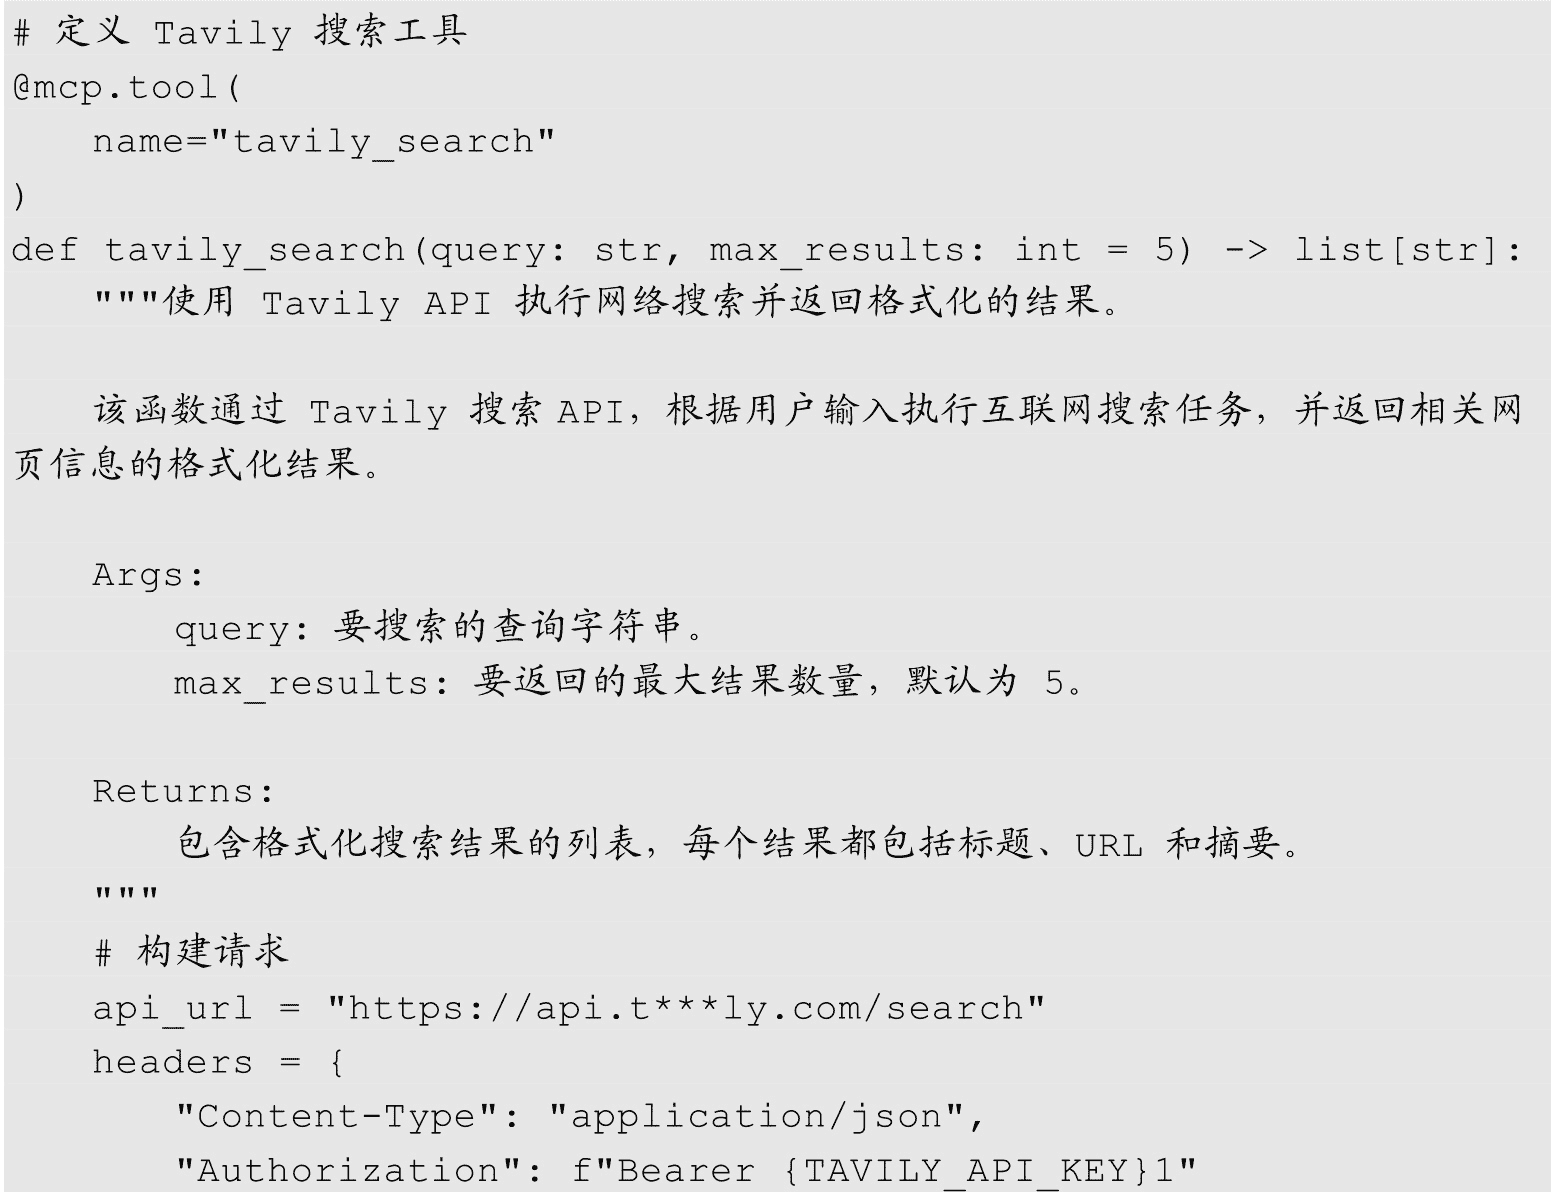 # 定义 Tavily 搜索工具
@mcp.tool(
    name="tavily_search"
)
def tavily_search(query: str, max_results: int = 5) -> list[str]:
    """使用 Tavily API 执行网络搜索并返回格式化的结果。
    该函数通过 Tavily 搜索 API，根据用户输入执行互联网搜索任务，并返回相关网
页信息的格式化结果。
    Args:
        query: 要搜索的查询字符串。
        max_results: 要返回的最大结果数量，默认为 5。
    Returns:
        包含格式化搜索结果的列表，每个结果都包括标题、URL 和摘要。
    """
    # 构建请求
    api_url = "https://api.t***ly.com/search"
    headers = {
        "Content-Type": "application/json",
        "Authorization": f"Bearer {TAVILY_API_KEY}1"